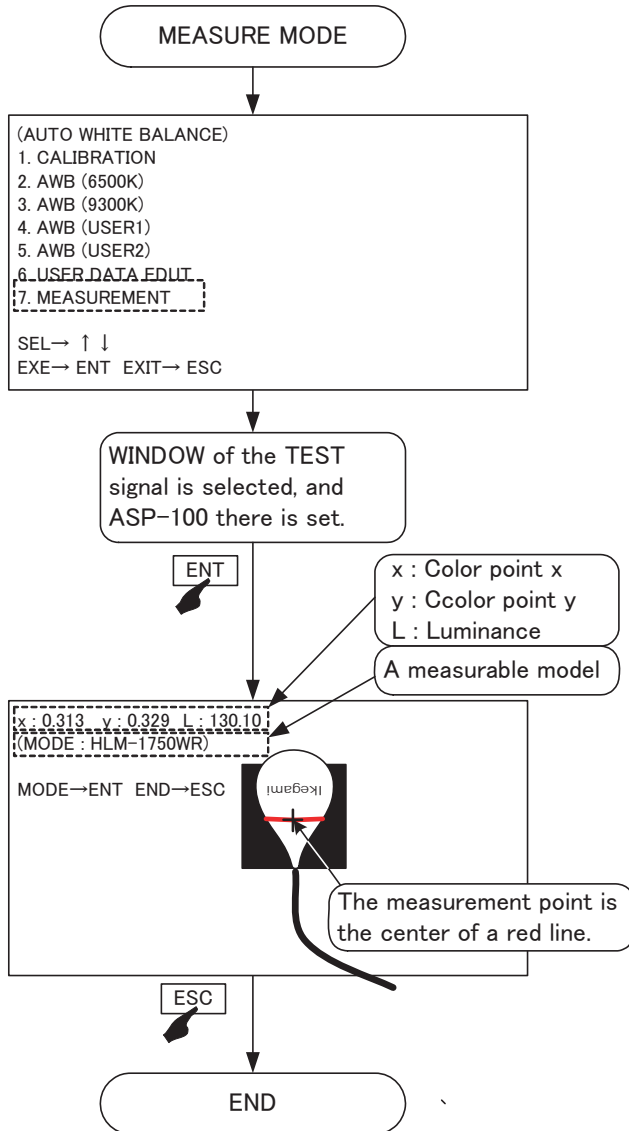 MEASURE MODE
(AUTO WHITE BALANCE)
1. CALIBRATION
2. AWB (6500K)
3. AWB (9300K)
4. AWB (USER1)
5. AWB (USER2)
6. USER DATA EDUT
7. MEASUREMENT
SEL→ ↑ ↓
EXE→ ENT EXIT→ ESC
WINDOW of the TEST
signal is selected, and
ASP-100 there is set.
ENT
x : Color point x
y : Ccolor point y
L : Luminance
A measurable model
x : 0.313 y : 0.329 L : 130.10
(MODE : HLM-1750WR)
MODE→ENT END→ESC
Ikegami
The measurement point is
the center of a red line.
ESC
END